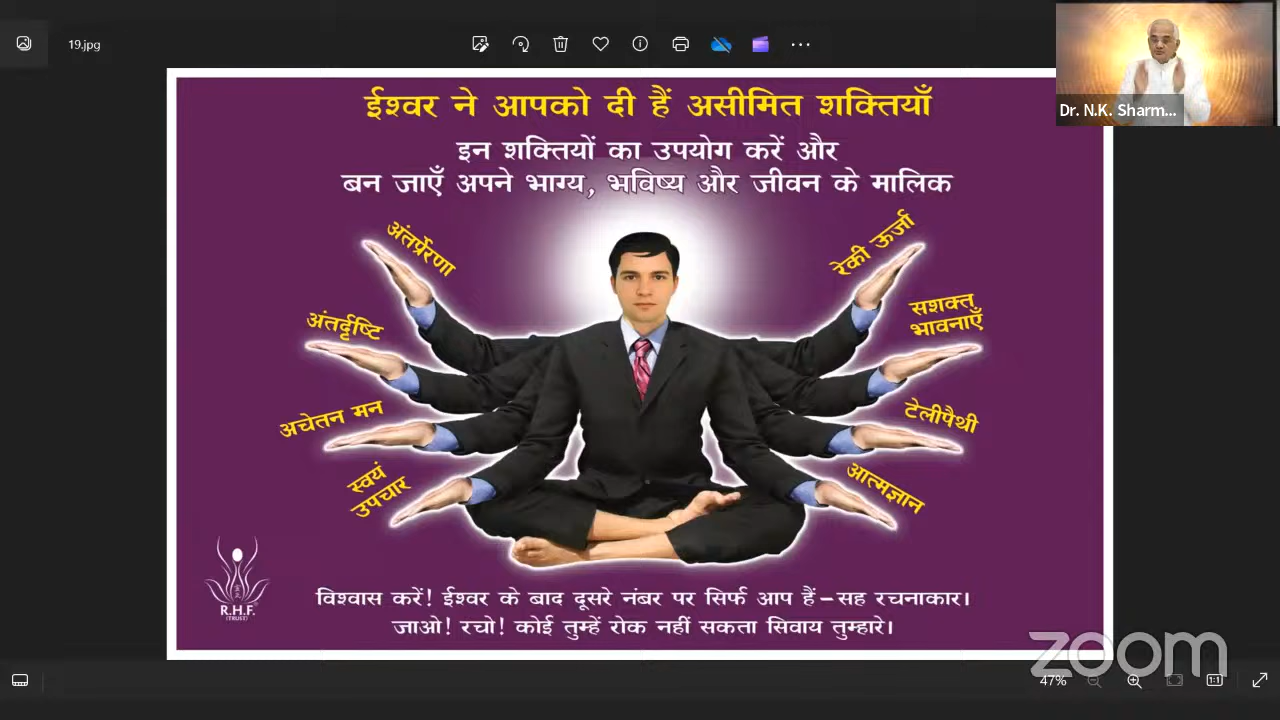 19.jpg
Dr. N.K. Sharm...
ईश्वर ने आपको दी हैं असीमित शक्तियाँ
इन शक्तियों का उपयोग करें और
बन जाएँ अपने भाग्य, भविष्य और जीवन के मालिक
अंतर्प्रेरणा
रेकी ऊर्जा
अंतर्दृष्टि
सशक्त
भावनाएँ
अचेतन मन
टेलीपैथी
स्वयं
उपचार
आत्मज्ञान
R.H.F.
(TRUST)
विश्वास करें! ईश्वर के बाद दूसरे नंबर पर सिर्फ आप हैं – सह रचनाकार।
जाओ! रचो! कोई तुम्हें रोक नहीं सकता सिवाय तुम्हारे।
zoom
47%
1:1